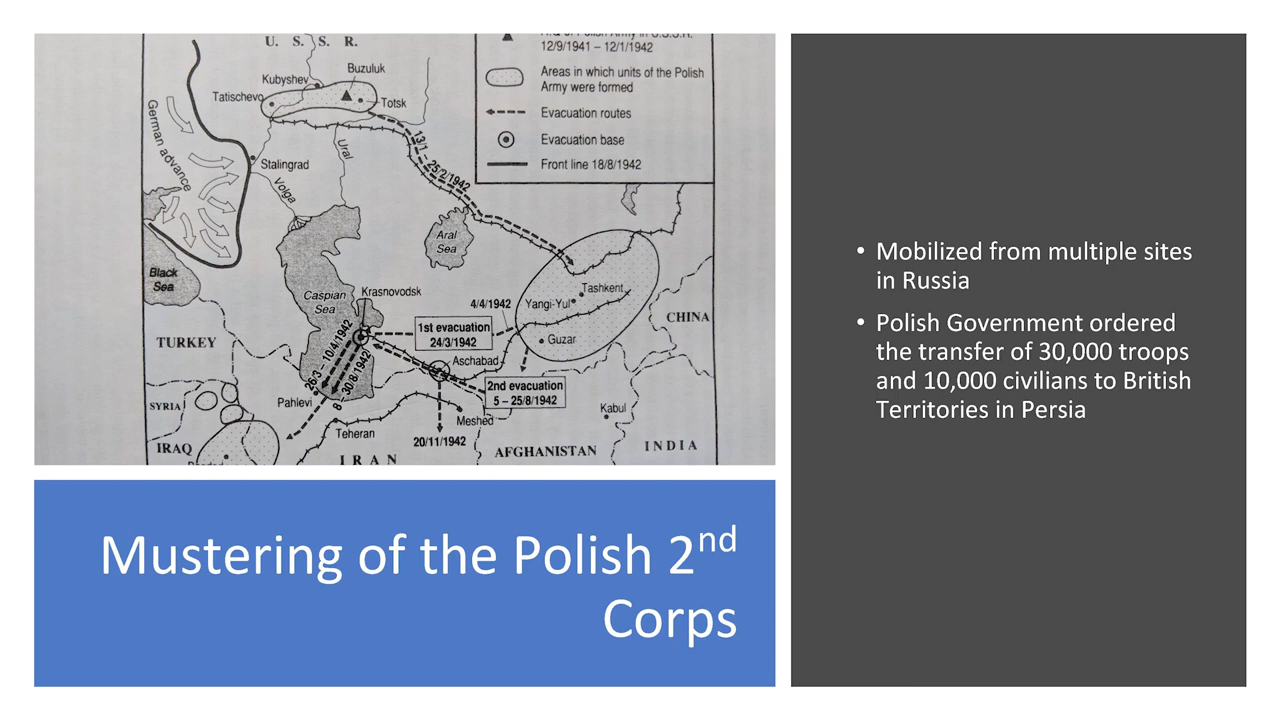 U. S. S. R.
12/9/1941 – 12/1/1942
Areas in which units of the Polish
Army were formed
Evacuation routes
Evacuation base
Front line 18/8/1942
Buzuluk
Kubyshev
Tatischevo
Totsk
German advance
Stalingrad
Ural
Volga
13/1 – 25/2/1942
Aral
Sea
Black
Sea
Caspian
Sea
Krasnovodsk
4/4/1942
Tashkent
Yangi-Yul
CHINA
1st evacuation
24/3/1942
Guzar
TURKEY
26/3 – 10/4/1942
8 – 30/8/1942
Aschabad
2nd evacuation
5 – 25/8/1942
SYRIA
Pahlevi
Meshed
Kabul
Teheran
20/11/1942
IRAQ
IRAN
AFGHANISTAN
INDIA
Mustering of the Polish 2nd
Corps
• Mobilized from multiple sites
in Russia
• Polish Government ordered
the transfer of 30,000 troops
and 10,000 civilians to British
Territories in Persia